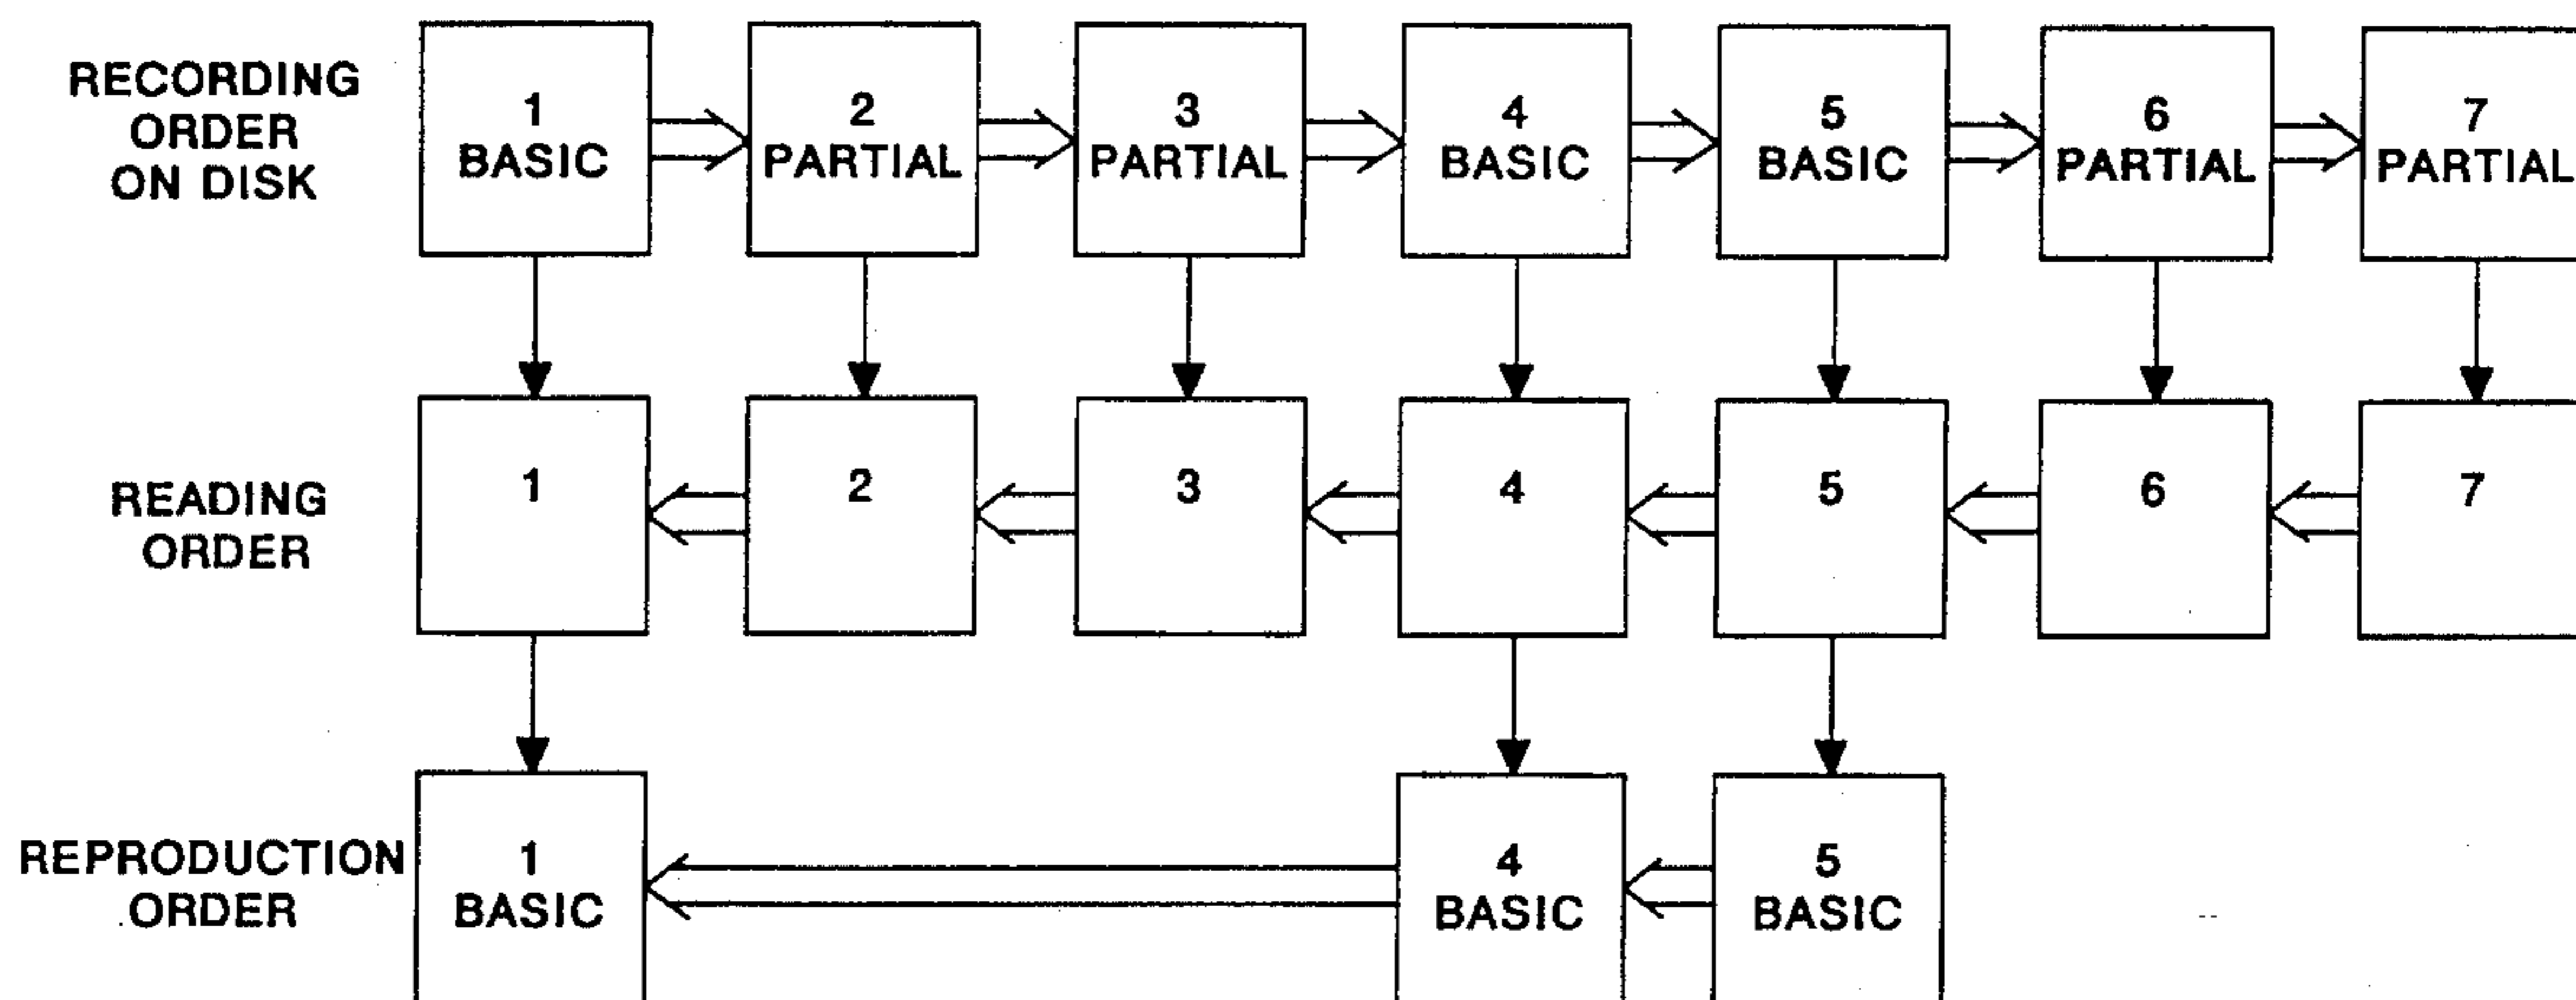 RECORDING
ORDER
ON DISK
1
BASIC
2
PARTIAL
3
PARTIAL
4
BASIC
5
BASIC
6
PARTIAL
7
PARTIAL
READING
ORDER
1
2
3
4
5
6
7
REPRODUCTION
ORDER
1
BASIC
4
BASIC
5
BASIC